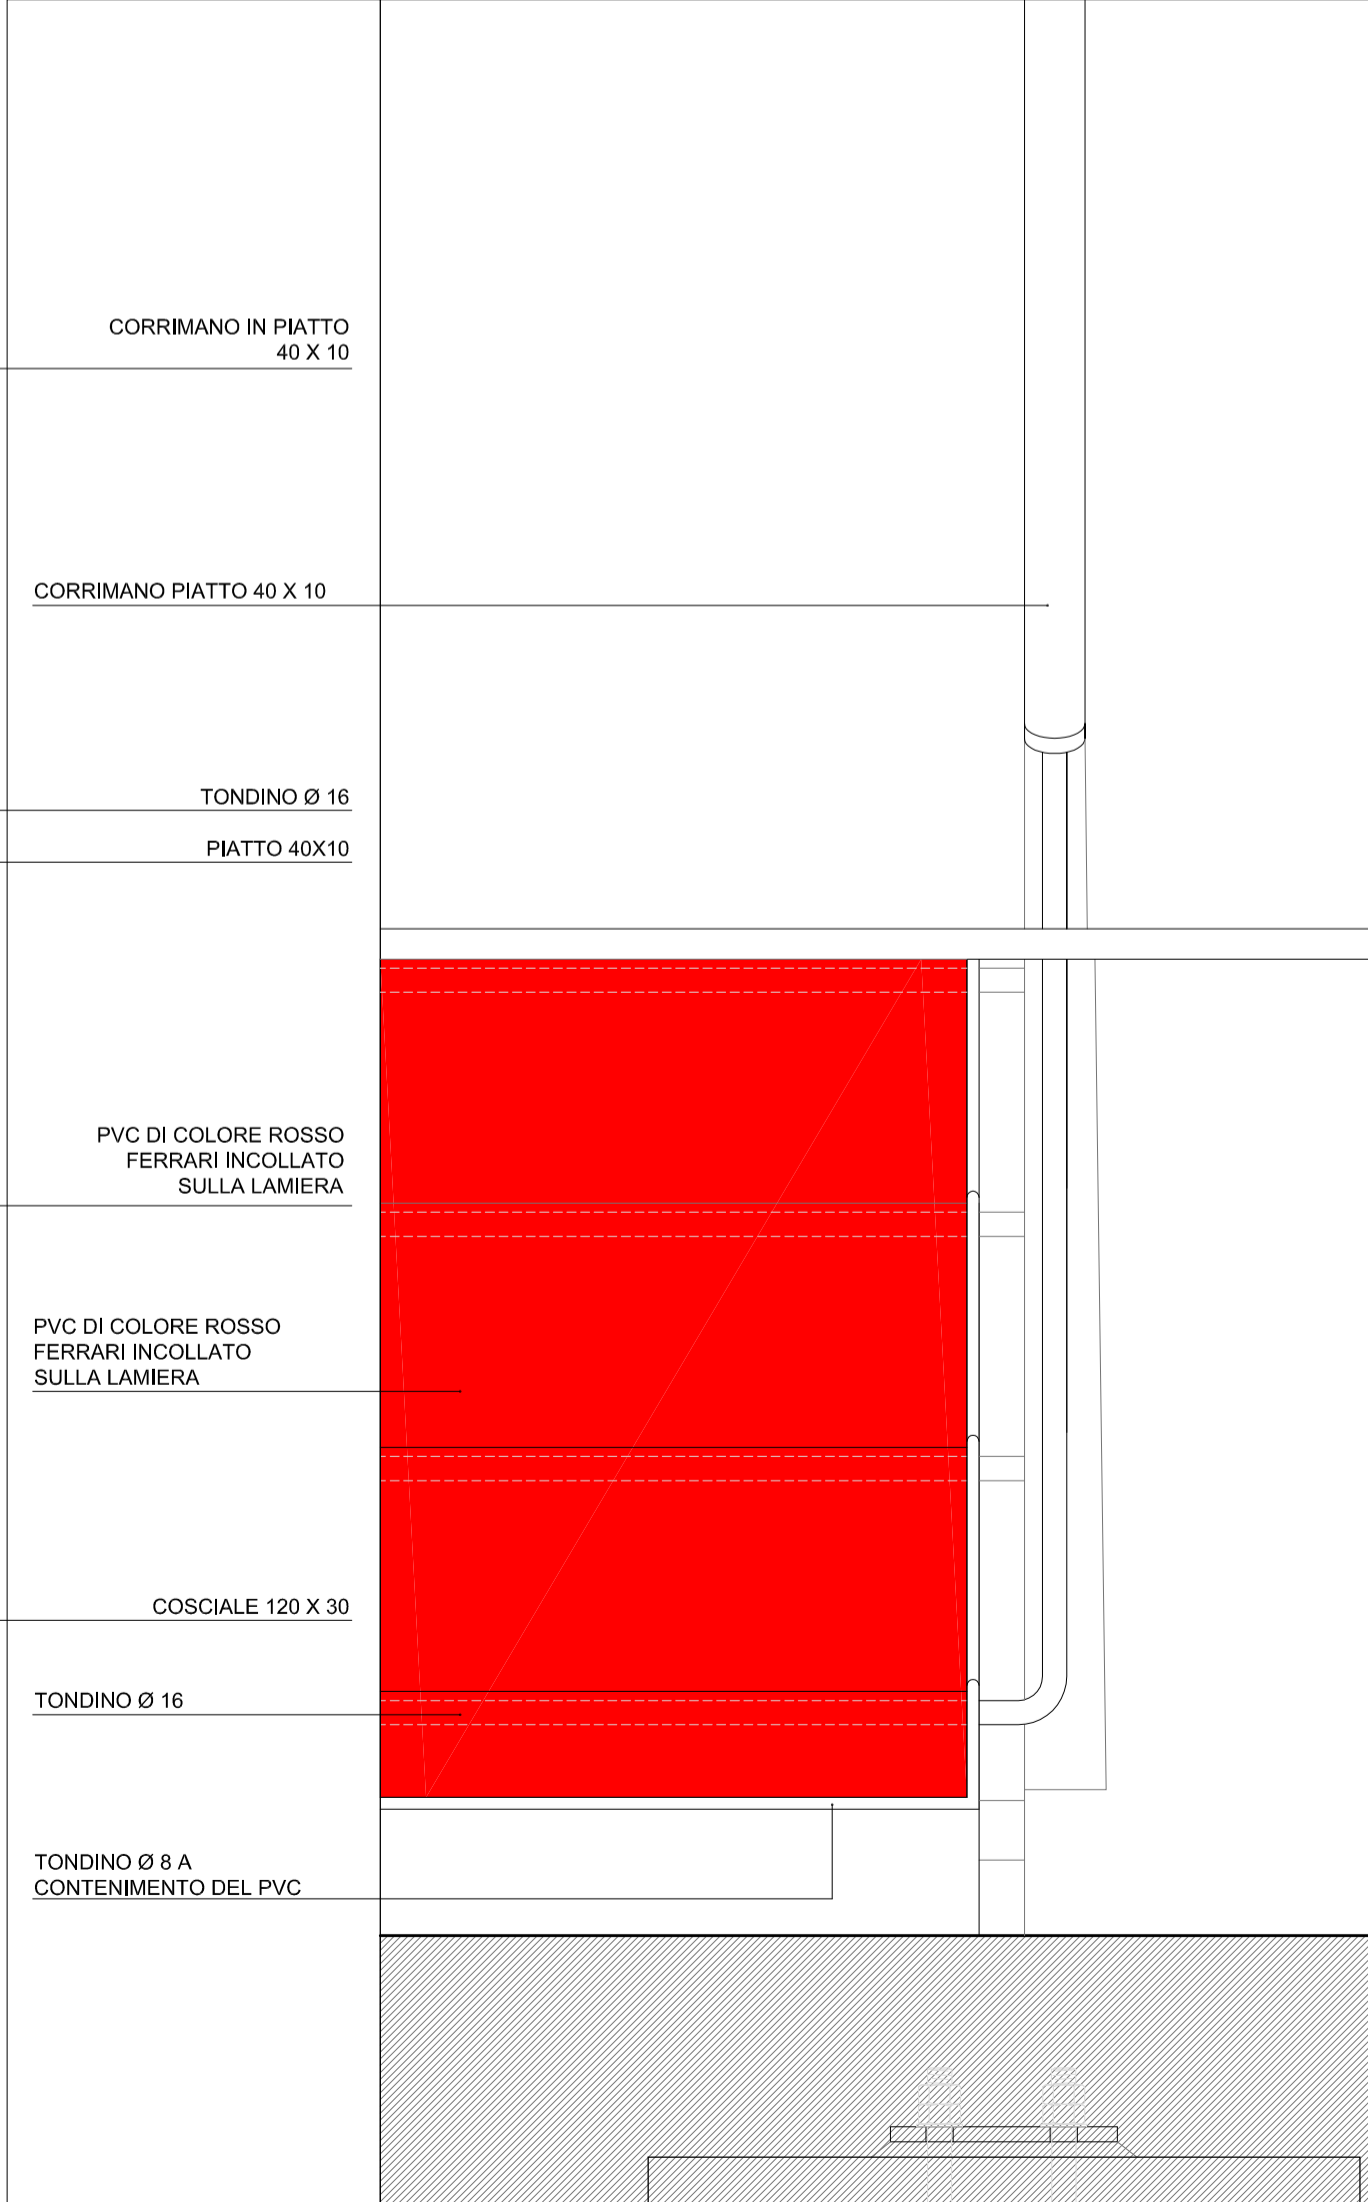 CORRIMANO IN PIATTO
40 X 10
CORRIMANO PIATTO 40 X 10
TONDINO Ø 16
PIATTO 40X10
PVC DI COLORE ROSSO
FERRARI INCOLLATO
SULLA LAMIERA
PVC DI COLORE ROSSO
FERRARI INCOLLATO
SULLA LAMIERA
COSCIALE 120 X 30
TONDINO Ø 16
TONDINO Ø 8 A
CONTENIMENTO DEL PVC